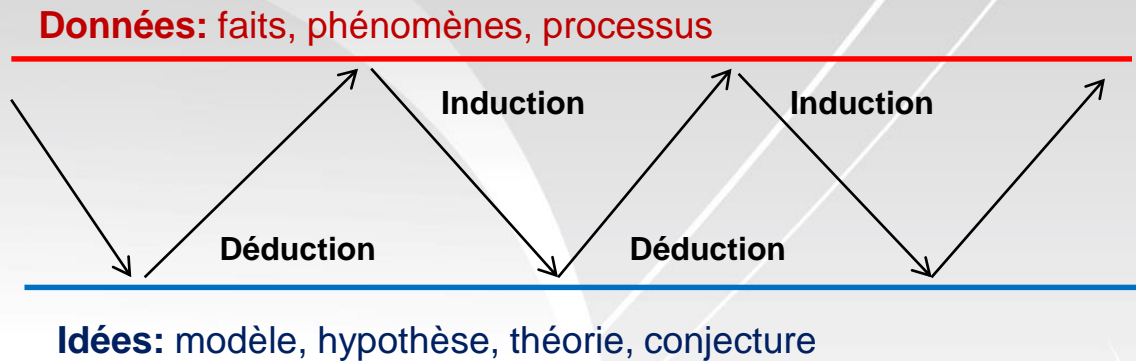 Données: faits, phénomènes, processus
Induction Induction
Déduction Déduction
Idées: modèle, hypothèse, théorie, conjecture